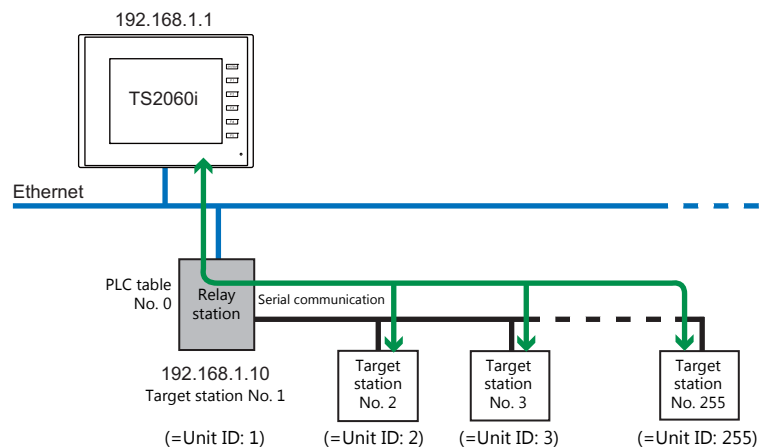 192.168.1.1
TS2060i
Ethernet
PLC table
No. 0
Relay
station
Serial communication
192.168.1.10
Target station No. 1
Target
station
No. 2
Target
station
No. 3
Target
station
No. 255
(=Unit ID: 1)
(=Unit ID: 2)
(=Unit ID: 3)
(=Unit ID: 255)